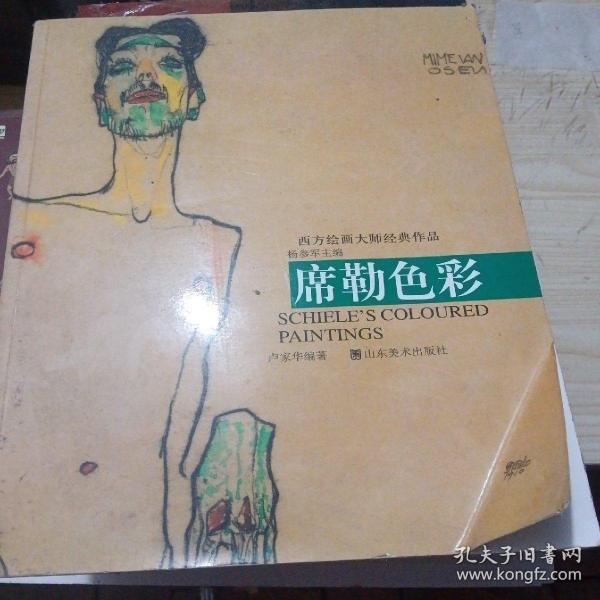 MIME VAN
OSEN
西方绘画大师经典作品
杨参军主编
席勒色彩
SCHIELE'S COLOURED
PAINTINGS
卢家华编著 山东美术出版社
孔夫子旧书网
www.kongfz.com